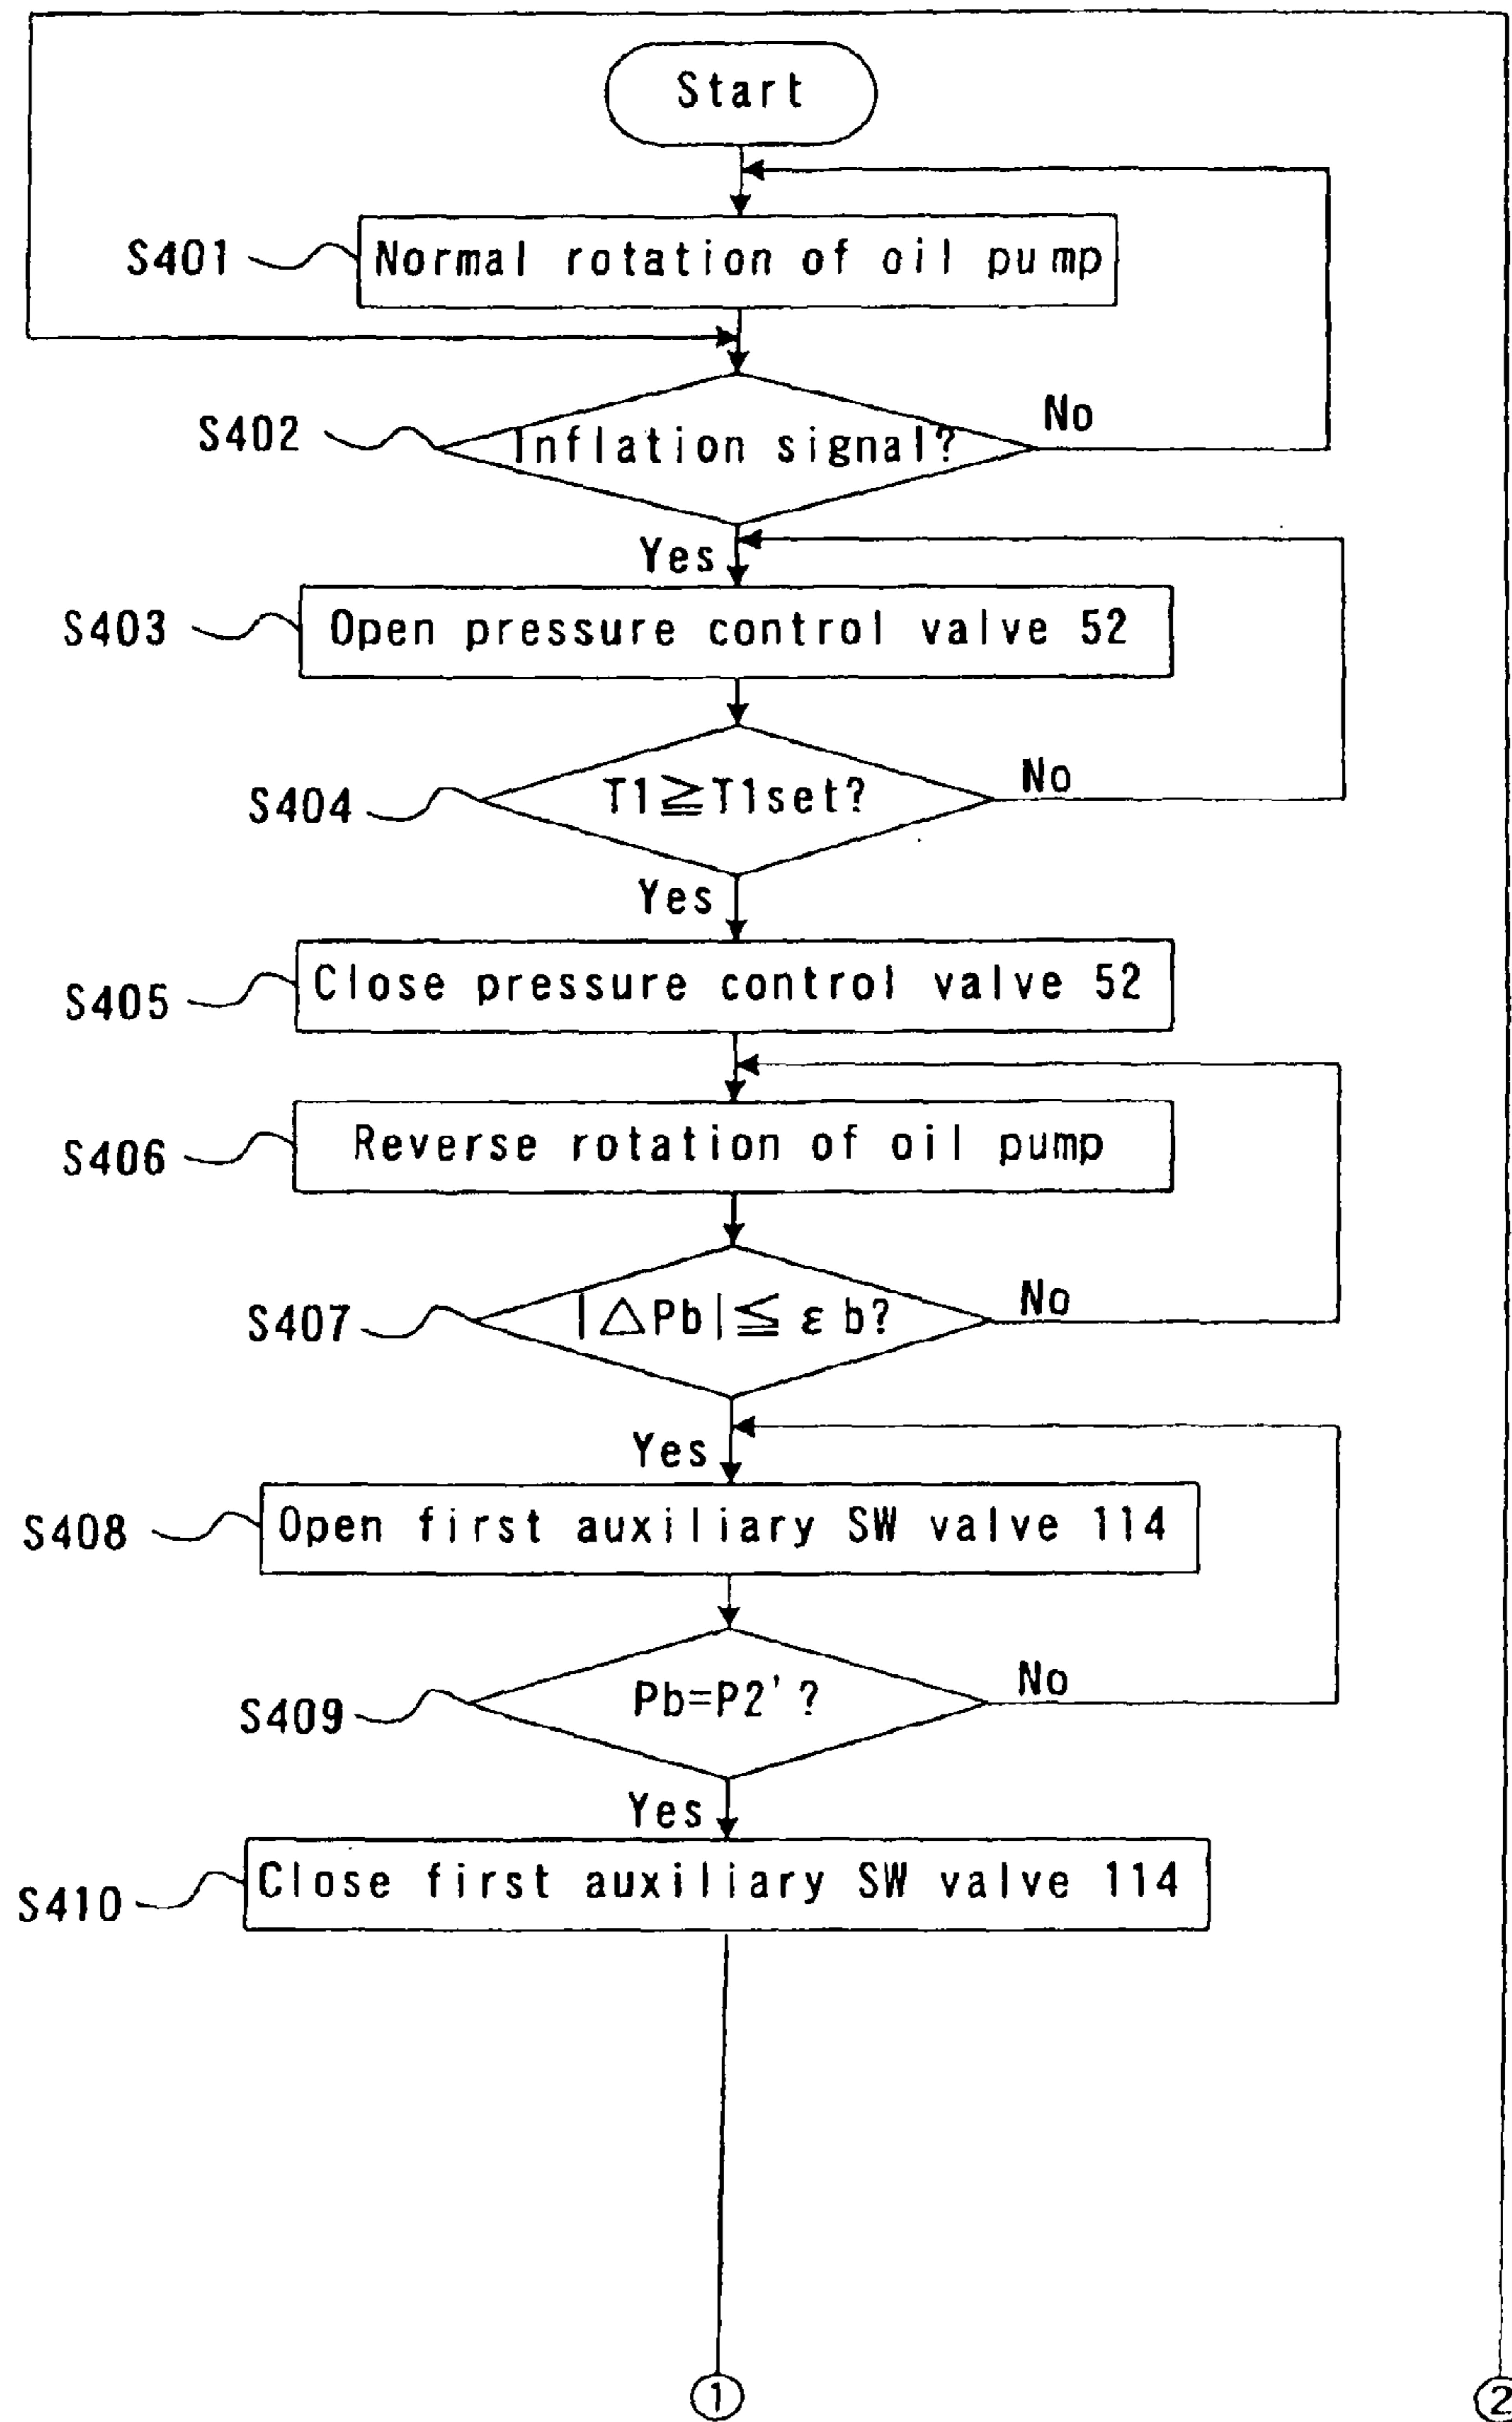 Start
S401
Normal rotation of oil pump
S402
Inflation signal?
No
Yes
S403
Open pressure control valve 52
S404
T1≧T1set?
No
Yes
S405
Close pressure control valve 52
S406
Reverse rotation of oil pump
S407
|△Pb|≦εb?
No
Yes
S408
Open first auxiliary SW valve 114
S409
Pb=P2'?
No
Yes
S410
Close first auxiliary SW valve 114
①
②